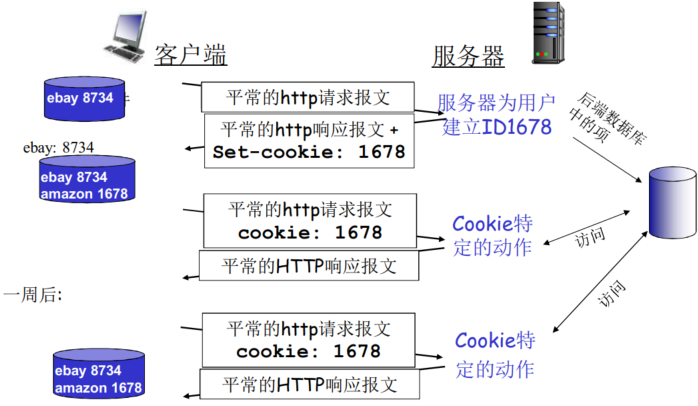 客户端
服务器
ebay 8734
平常的http请求报文
服务器为用户
建立ID1678
后端数据库
中的项
平常的http响应报文 +
Set-cookie: 1678
ebay: 8734
ebay 8734
amazon 1678
平常的http请求报文
cookie: 1678
Cookie特
定的动作
访问
平常的HTTP响应报文
访问
一周后:
平常的http请求报文
cookie: 1678
Cookie特
定的动作
ebay 8734
amazon 1678
平常的HTTP响应报文